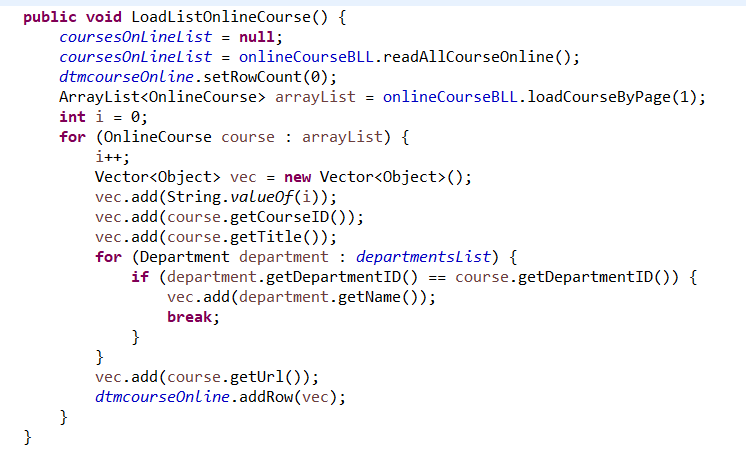 public void LoadListOnlineCourse() {
    coursesOnLineList = null;
    coursesOnLineList = onlineCourseBLL.readAllCourseOnline();
    dtmcourseOnline.setRowCount(0);
    ArrayList<OnlineCourse> arrayList = onlineCourseBLL.loadCourseByPage(1);
    int i = 0;
    for (OnlineCourse course : arrayList) {
        i++;
        Vector<Object> vec = new Vector<Object>();
        vec.add(String.valueOf(i));
        vec.add(course.getCourseID());
        vec.add(course.getTitle());
        for (Department department : departmentsList) {
            if (department.getDepartmentID() == course.getDepartmentID()) {
                vec.add(department.getName());
                break;
            }
        }
        vec.add(course.getUrl());
        dtmcourseOnline.addRow(vec);
    }
}